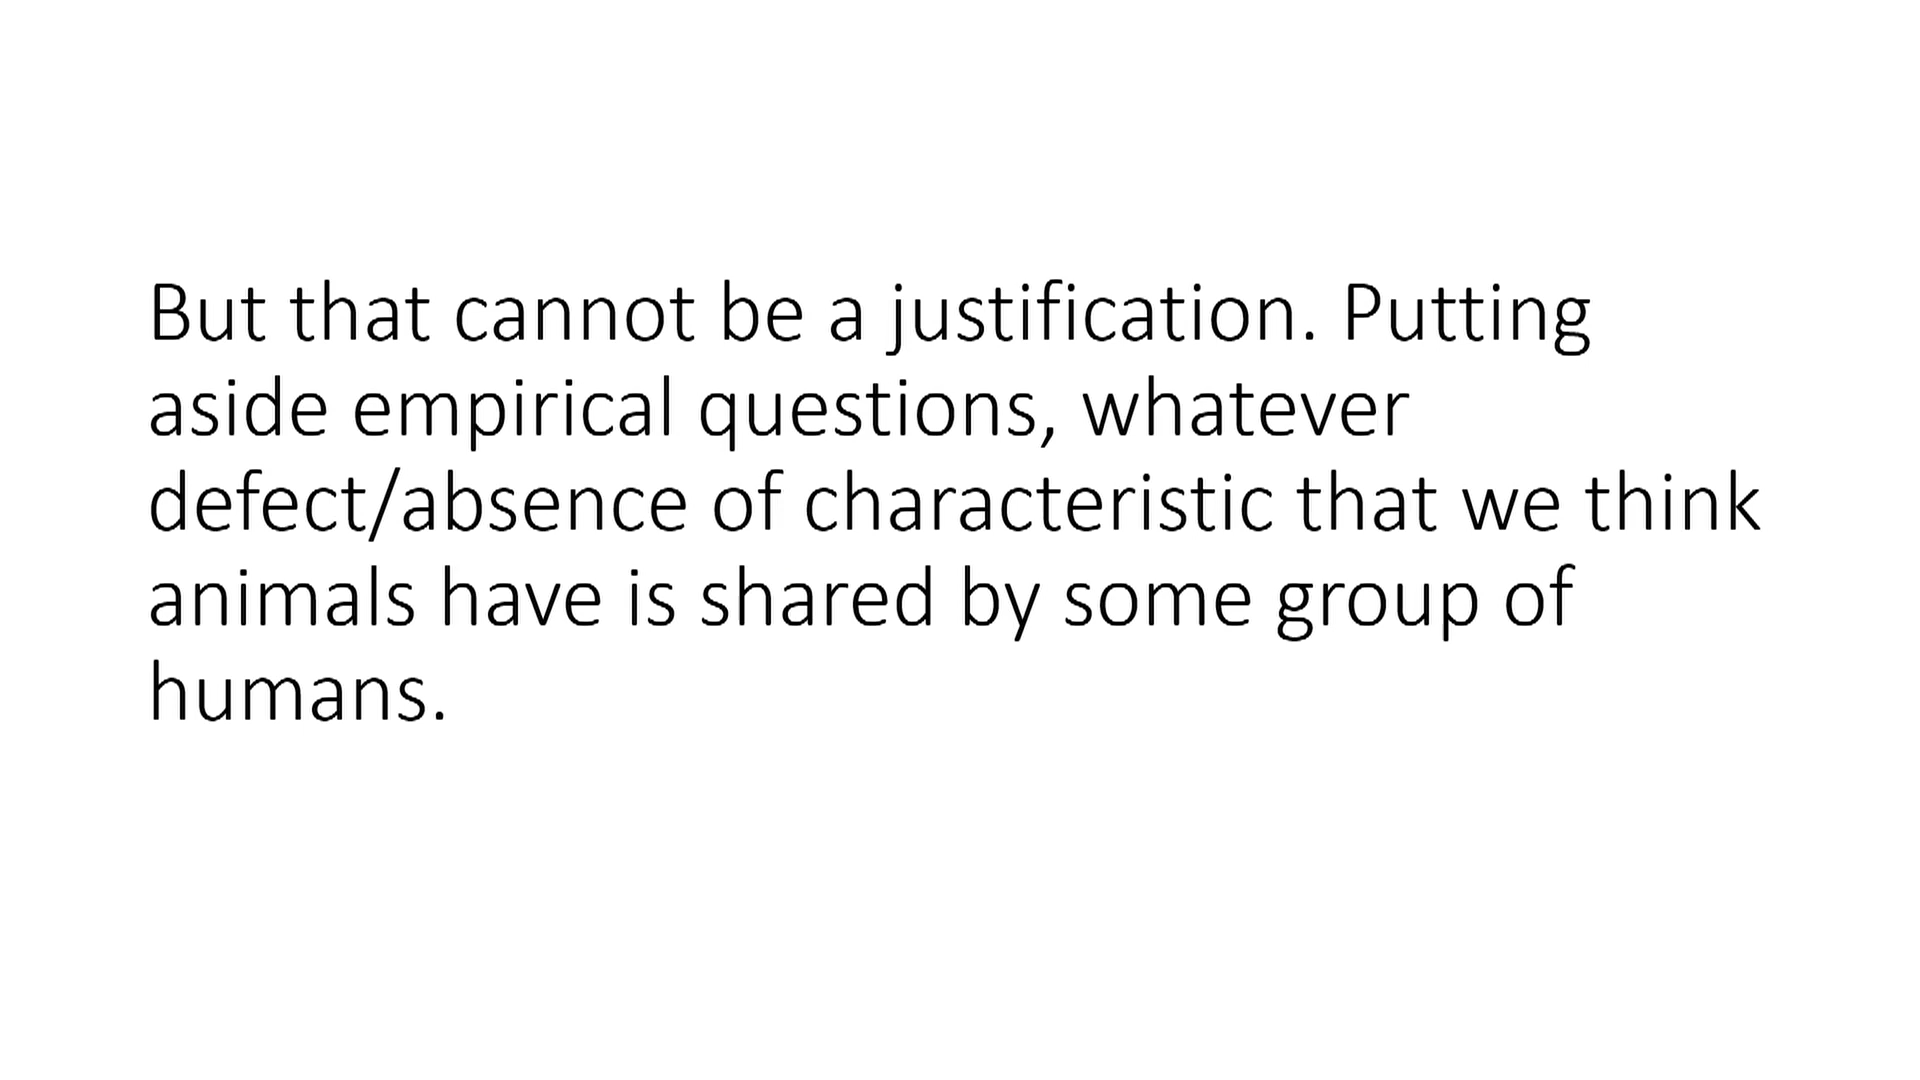 But that cannot be a justification. Putting
aside empirical questions, whatever
defect/absence of characteristic that we think
animals have is shared by some group of
humans.